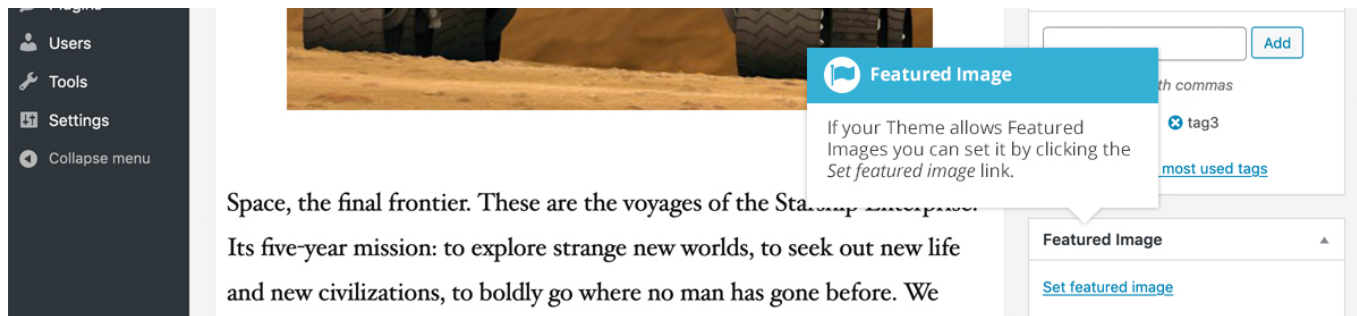 Plugins
Users
Tools
Settings
Collapse menu
Space, the final frontier. These are the voyages of the Starship Enterprise.
Its five-year mission: to explore strange new worlds, to seek out new life
and new civilizations, to boldly go where no man has gone before. We
Featured Image
If your Theme allows Featured
Images you can set it by clicking the
Set featured image link.
Add
th commas
tag3
most used tags
Featured Image
Set featured image